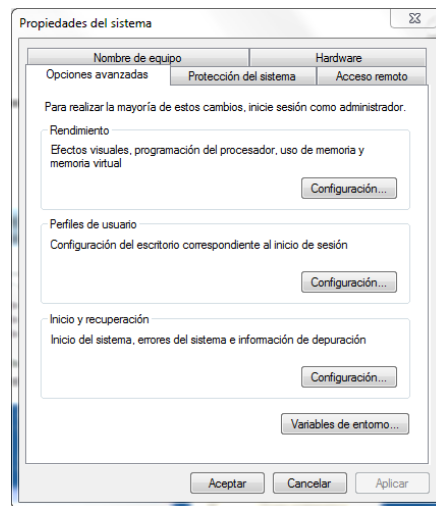 Propiedades del sistema
Nombre de equipo
Hardware
Opciones avanzadas
Protección del sistema
Acceso remoto
Para realizar la mayoría de estos cambios, inicie sesión como administrador.
Rendimiento
Efectos visuales, programación del procesador, uso de memoria y
memoria virtual
Configuración...
Perfiles de usuario
Configuración del escritorio correspondiente al inicio de sesión
Configuración...
Inicio y recuperación
Inicio del sistema, errores del sistema e información de depuración
Configuración...
Variables de entorno...
Aceptar
Cancelar
Aplicar